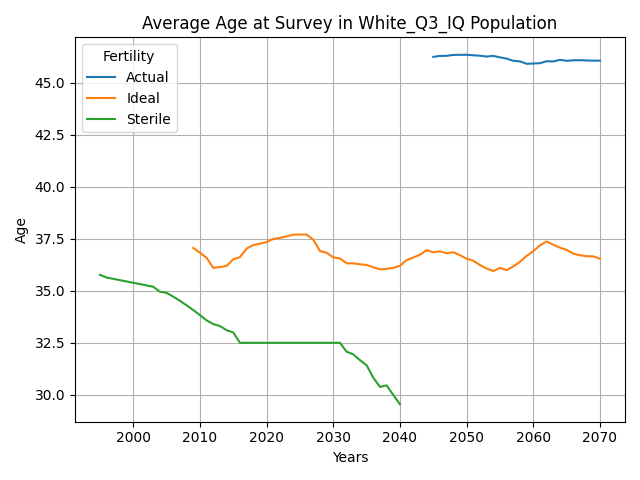 Average Age at Survey in White_Q3_IQ Population
Fertility
Actual
Ideal
Sterile
45.0
42.5
40.0
37.5
35.0
32.5
30.0
Age
2000
2010
2020
2030
2040
2050
2060
2070
Years